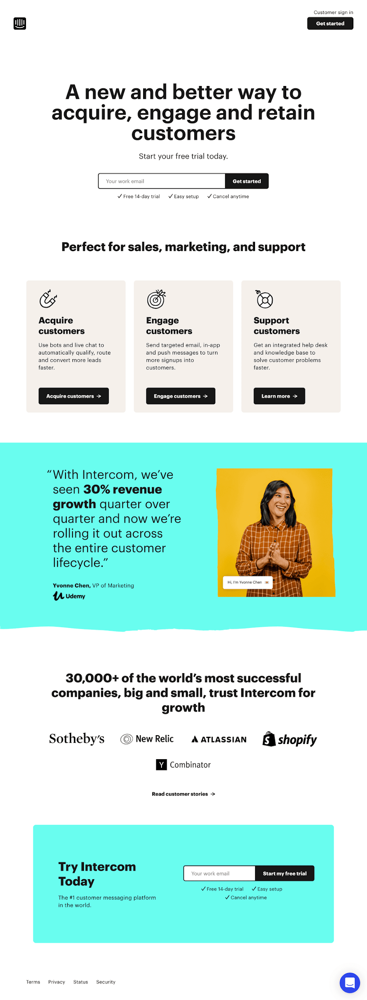 Customer sign in
Get started
A new and better way to
acquire, engage and retain
customers
Start your free trial today.
Your work email
Get started
✓ Free 14-day trial ✓ Easy setup ✓ Cancel anytime
Perfect for sales, marketing, and support
Acquire
customers
Use bots and live chat to
automatically qualify, route
and convert more leads
faster.
Acquire customers →
Engage
customers
Send targeted email, in-app
and push messages to turn
more signups into
customers.
Engage customers →
Support
customers
Get an integrated help desk
and knowledge base to
solve customer problems
faster.
Learn more →
“With Intercom, we’ve
seen 30% revenue
growth quarter over
quarter and now we’re
rolling it out across
the entire customer
lifecycle.”
Yvonne Chen, VP of Marketing
Udemy
Hi, I’m Yvonne Chen
30,000+ of the world’s most successful
companies, big and small, trust Intercom for
growth
Sotheby’s New Relic ATLASSIAN shopify
Y Combinator
Read customer stories →
Try Intercom
Today
The #1 customer messaging platform
in the world.
Your work email
Start my free trial
✓ Free 14-day trial ✓ Easy setup
✓ Cancel anytime
Terms Privacy Status Security